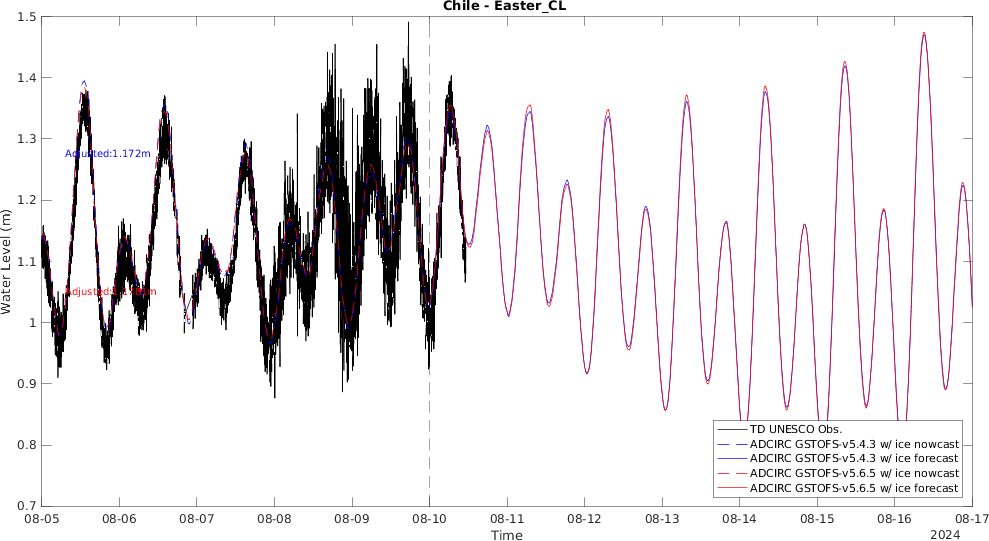 Chile - Easter_CL
1.5
1.4
1.3
1.2
1.1
1
0.9
0.8
0.7
Water Level (m)
Adjusted:1.172m
TD UNESCO Obs.
ADCIRC GSTOFS-v5.4.3 w/ ice nowcast
ADCIRC GSTOFS-v5.4.3 w/ ice forecast
ADCIRC GSTOFS-v5.6.5 w/ ice nowcast
ADCIRC GSTOFS-v5.6.5 w/ ice forecast
08-05 08-06 08-07 08-08 08-09 08-10 08-11 08-12 08-13 08-14 08-15 08-16 08-17
Time
2024